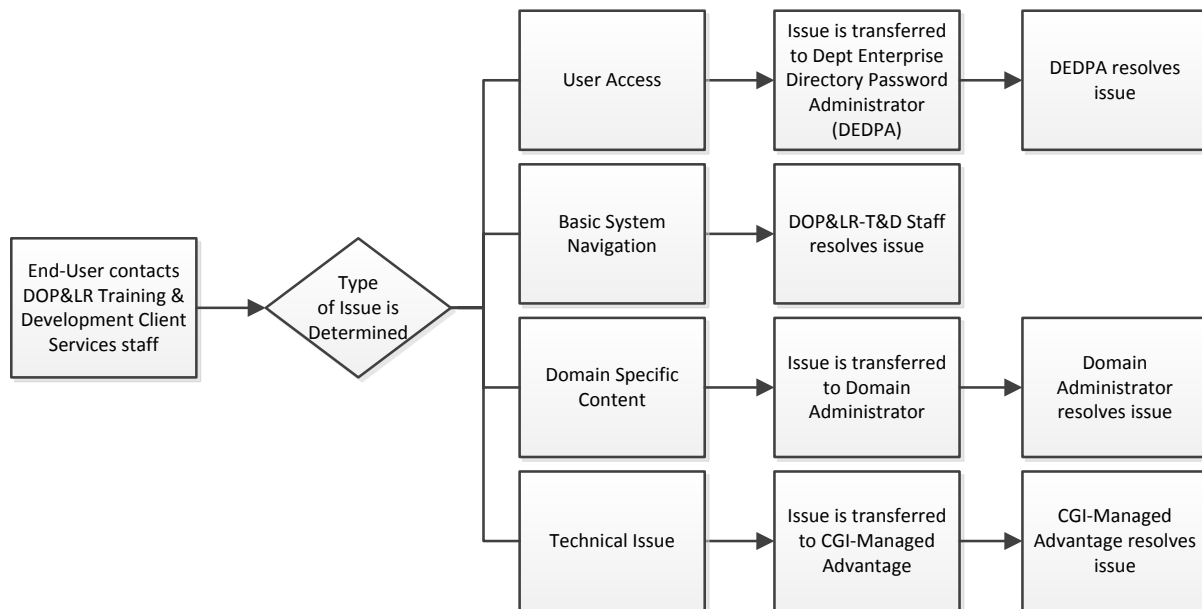 End-User contacts
DOP&LR Training &
Development Client
Services staff
Type
of Issue is
Determined
User Access
Issue is transferred
to Dept Enterprise
Directory Password
Administrator
(DEDPA)
DEDPA resolves
issue
Basic System
Navigation
DOP&LR-T&D Staff
resolves issue
Domain Specific
Content
Issue is transferred
to Domain
Administrator
Domain
Administrator
resolves issue
Technical Issue
Issue is transferred
to CGI-Managed
Advantage
CGI-Managed
Advantage resolves
issue